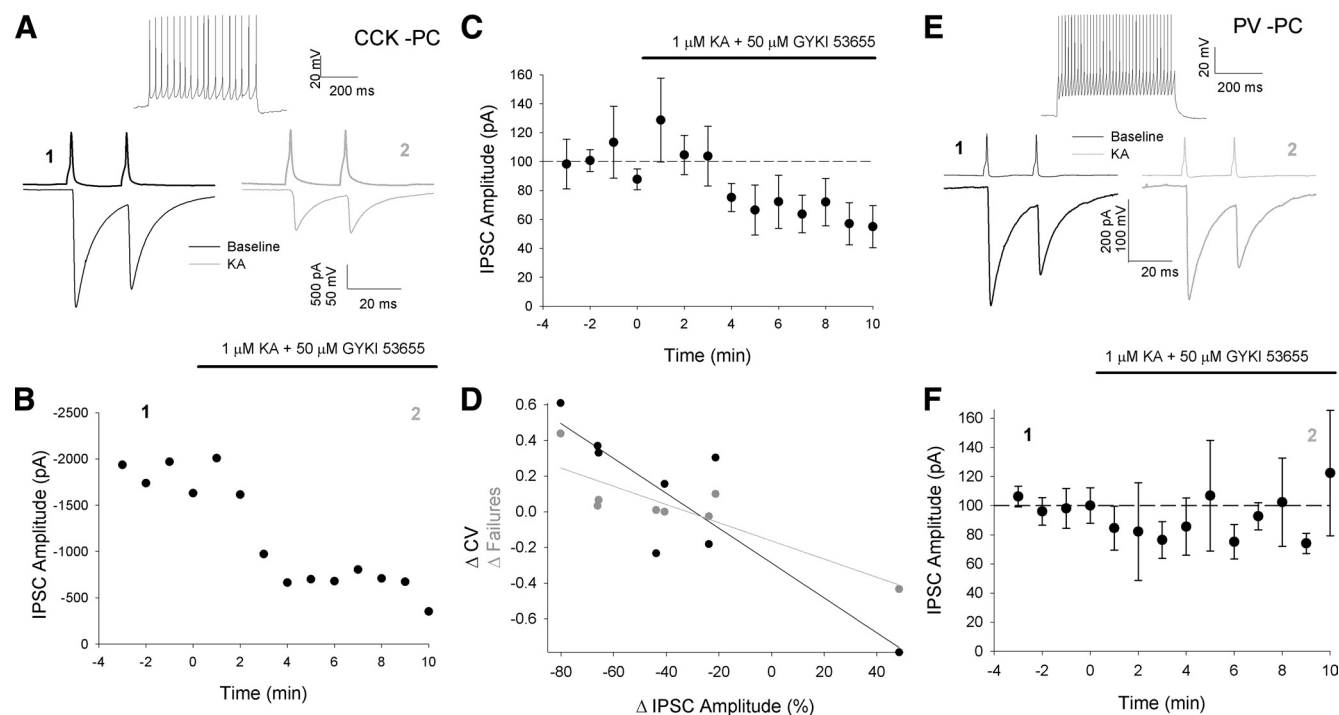 A
CCK -PC
20 mV
200 ms
1
2
Baseline
KA
500 pA
50 mV
20 ms
1 μM KA + 50 μM GYKI 53655
B
1
2
-2500
-2000
-1500
-1000
-500
0
IPSC Amplitude (pA)
-4 -2 0 2 4 6 8 10
Time (min)
C
1 μM KA + 50 μM GYKI 53655
160
140
120
100
80
60
40
20
0
IPSC Amplitude (pA)
-4 -2 0 2 4 6 8 10
Time (min)
D
0.6
0.4
0.2
0.0
-0.2
-0.4
-0.6
Δ CV
Δ Failures
-80 -60 -40 -20 0 20 40
Δ IPSC Amplitude (%)
E
PV -PC
20 mV
200 ms
1
Baseline
KA
2
200 pA
100 mV
20 ms
1 μM KA + 50 μM GYKI 53655
F
1
2
160
140
120
100
80
60
40
20
0
IPSC Amplitude (pA)
-4 -2 0 2 4 6 8 10
Time (min)